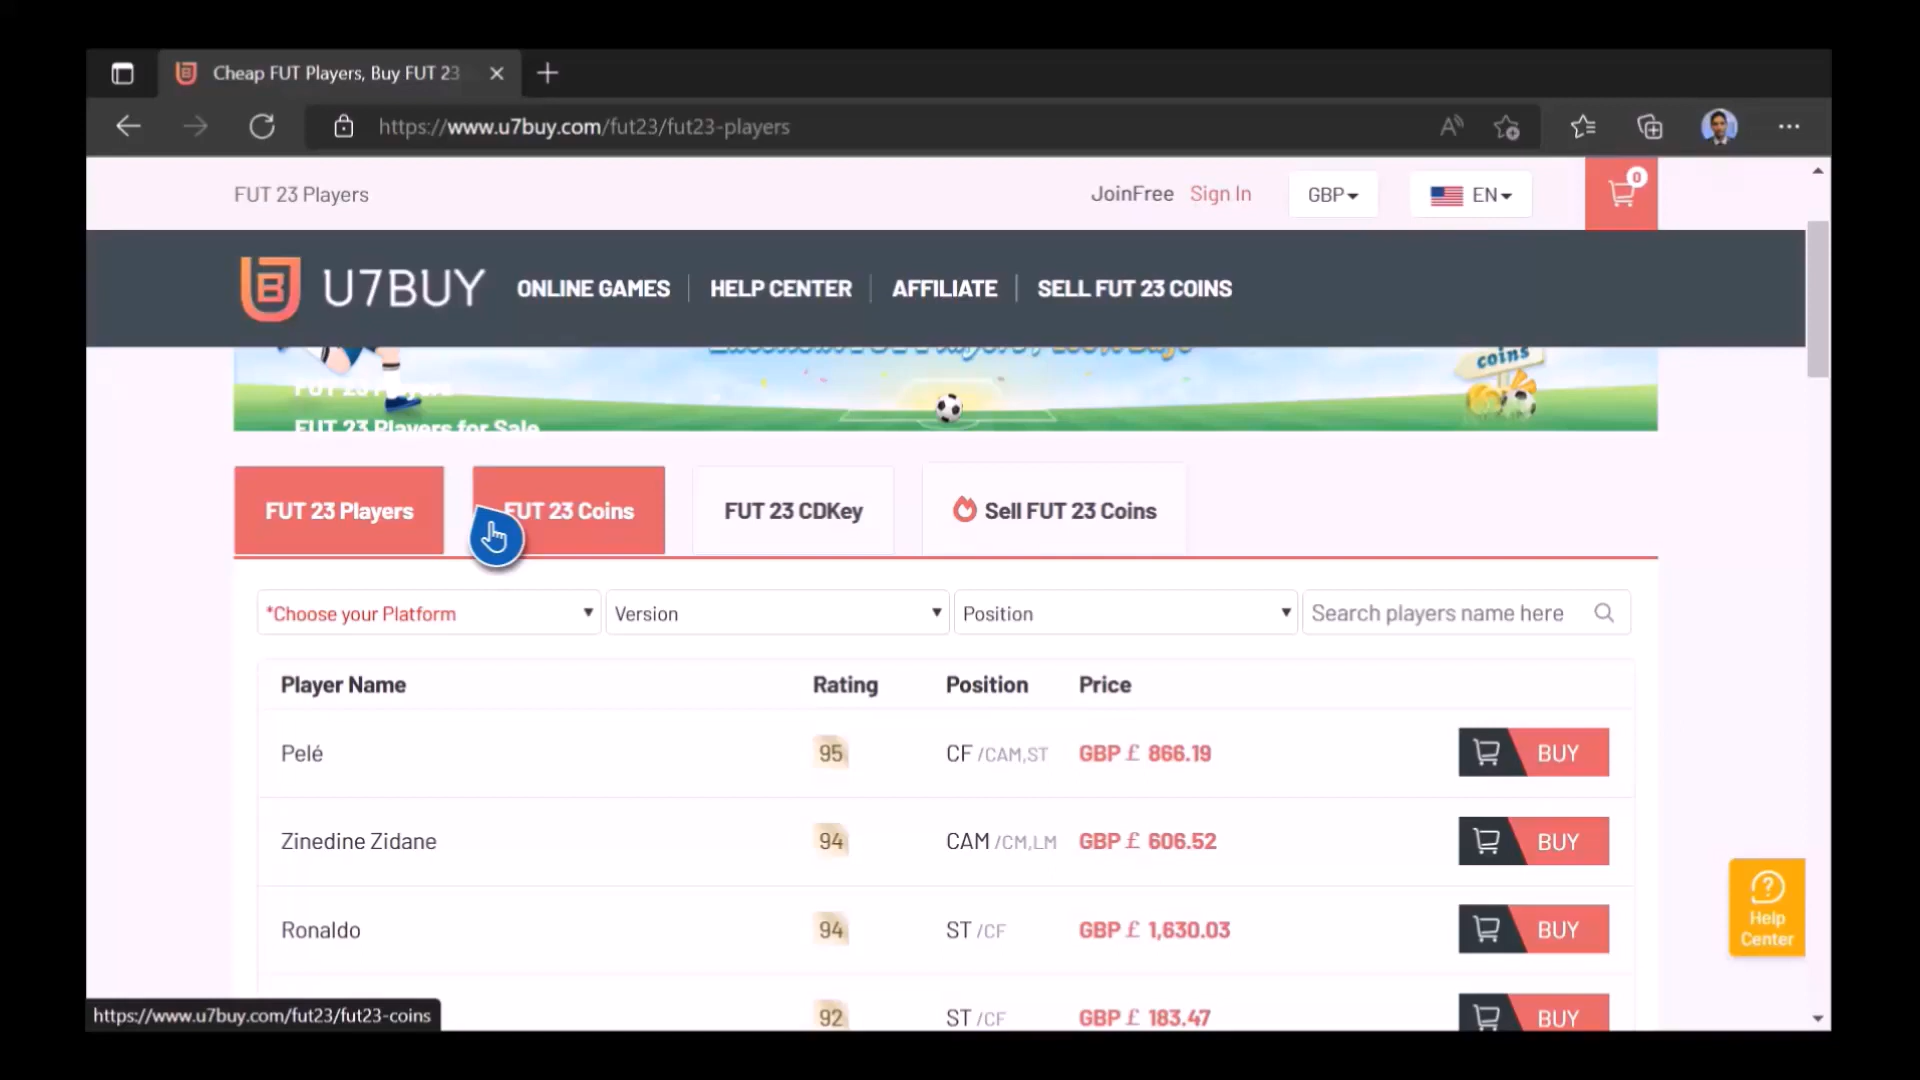 Cheap FUT Players, Buy FUT 23
https://www.u7buy.com/fut23/fut23-players
FUT 23 Players
JoinFree Sign In GBP EN 0
U7BUY ONLINE GAMES HELP CENTER AFFILIATE SELL FUT 23 COINS
coins
FUT 23 Players
FUT 23 Players for Sale
FUT 23 Players FUT 23 Coins FUT 23 CDKey Sell FUT 23 Coins
*Choose your Platform Version Position Search players name here
Player Name Rating Position Price
Pelé 95 CF /CAM,ST GBP £ 866.19 BUY
Zinedine Zidane 94 CAM /CM,LM GBP £ 606.52 BUY
Ronaldo 94 ST /CF GBP £ 1,630.03 BUY
Help
Center
92 ST /CF GBP £ 183.47 BUY
https://www.u7buy.com/fut23/fut23-coins